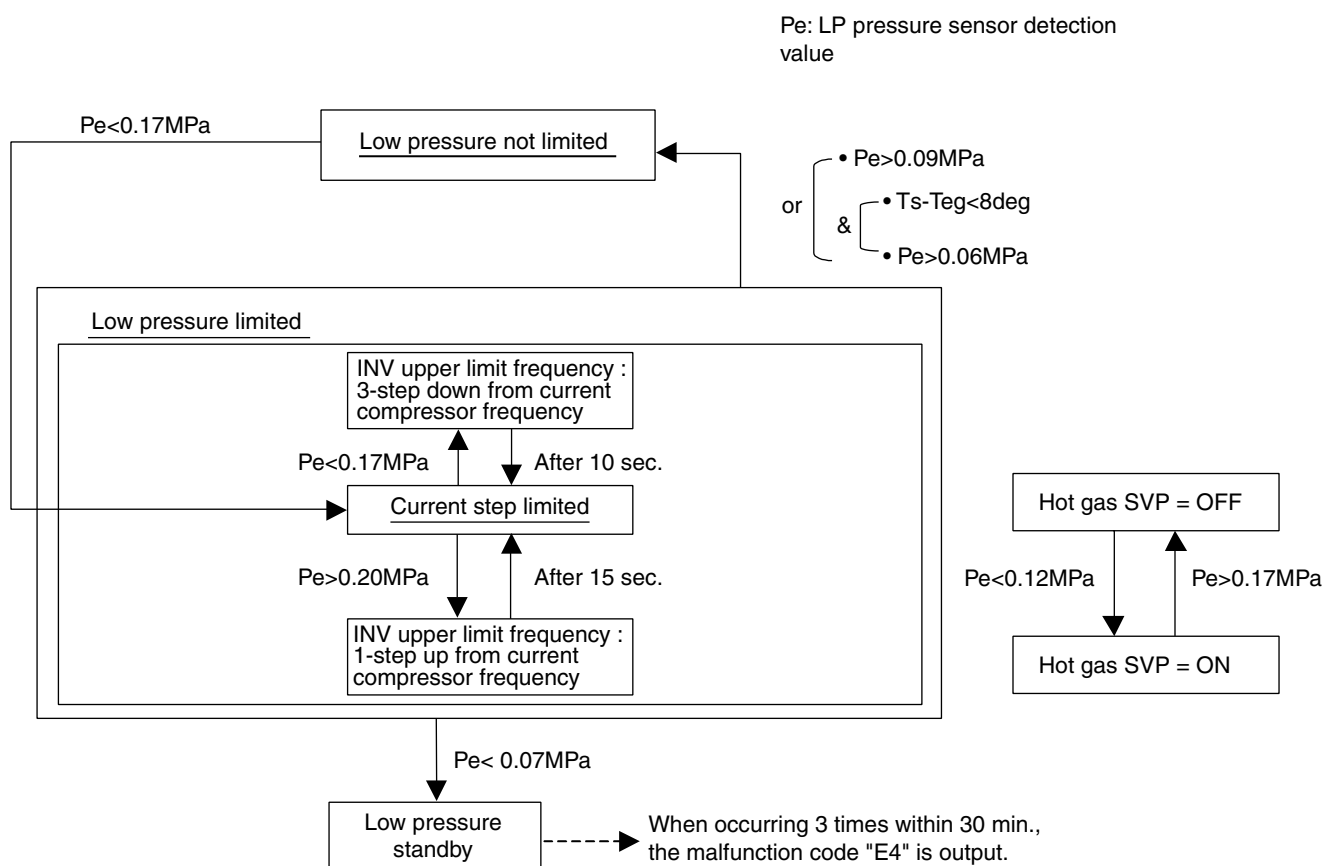 Pe: LP pressure sensor detection
value
Pe<0.17MPa
Low pressure not limited
or
• Pe>0.09MPa
&
• Ts-Teg<8deg
• Pe>0.06MPa
Low pressure limited
INV upper limit frequency :
3-step down from current
compressor frequency
Pe<0.17MPa
After 10 sec.
Current step limited
Pe>0.20MPa
After 15 sec.
INV upper limit frequency :
1-step up from current
compressor frequency
Hot gas SVP = OFF
Pe<0.12MPa
Pe>0.17MPa
Hot gas SVP = ON
Pe< 0.07MPa
Low pressure
standby
When occurring 3 times within 30 min.,
the malfunction code "E4" is output.